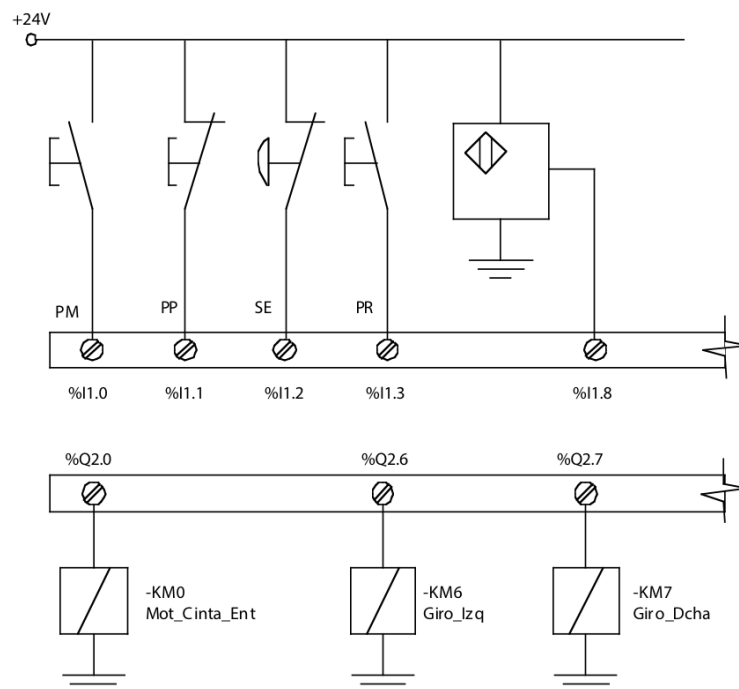 +24V
PM
PP
SE
PR
%I1.0
%I1.1
%I1.2
%I1.3
%I1.8
%Q2.0
%Q2.6
%Q2.7
-KM0
Mot_Cinta_Ent
-KM6
Giro_Izq
-KM7
Giro_Dcha